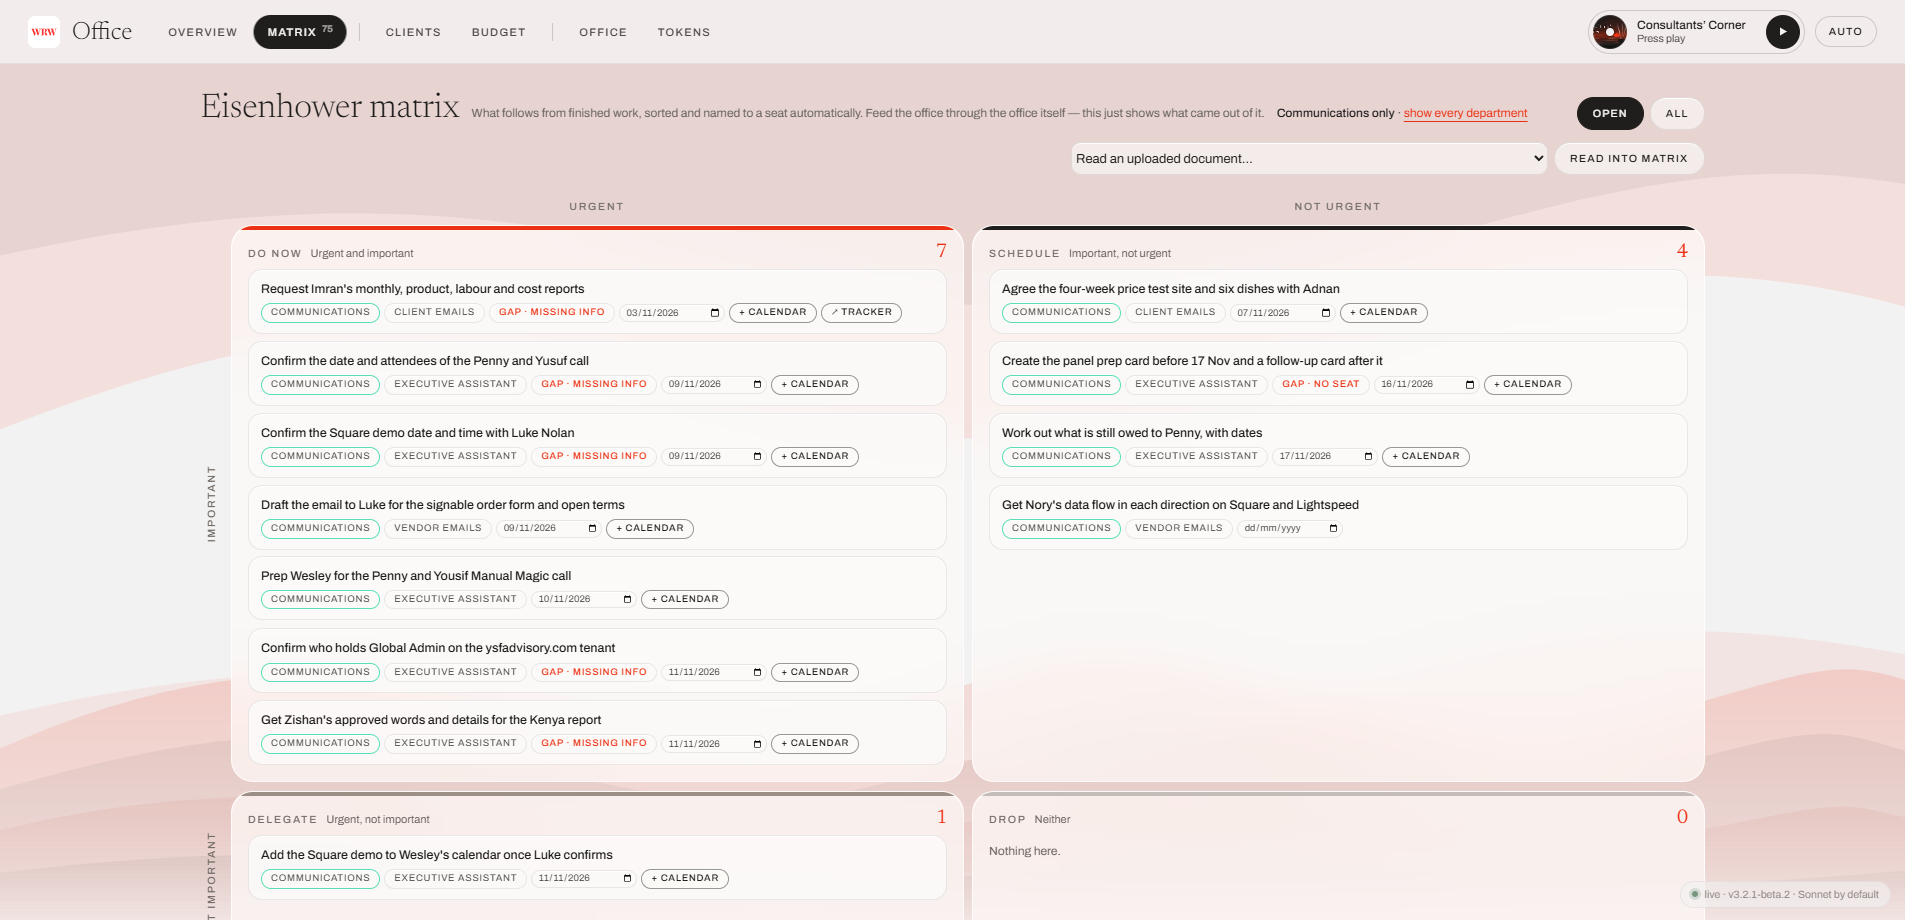 WRW Office OVERVIEW MATRIX 75 CLIENTS BUDGET OFFICE TOKENS
Consultants' Corner
Press play
AUTO
Eisenhower matrix What follows from finished work, sorted and named to a seat automatically. Feed the office through the office itself — this just shows what came out of it. Communications only · show every department OPEN ALL
Read an uploaded document... READ INTO MATRIX
URGENT
NOT URGENT
IMPORTANT
DO NOW Urgent and important 7
Request Imran's monthly, product, labour and cost reports
COMMUNICATIONS CLIENT EMAILS GAP · MISSING INFO 03/11/2026 + CALENDAR ↗ TRACKER
Confirm the date and attendees of the Penny and Yusuf call
COMMUNICATIONS EXECUTIVE ASSISTANT GAP · MISSING INFO 09/11/2026 + CALENDAR
Confirm the Square demo date and time with Luke Nolan
COMMUNICATIONS EXECUTIVE ASSISTANT GAP · MISSING INFO 09/11/2026 + CALENDAR
Draft the email to Luke for the signable order form and open terms
COMMUNICATIONS VENDOR EMAILS 09/11/2026 + CALENDAR
Prep Wesley for the Penny and Yousif Manual Magic call
COMMUNICATIONS EXECUTIVE ASSISTANT 10/11/2026 + CALENDAR
Confirm who holds Global Admin on the ysfadvisory.com tenant
COMMUNICATIONS EXECUTIVE ASSISTANT GAP · MISSING INFO 11/11/2026 + CALENDAR
Get Zishan's approved words and details for the Kenya report
COMMUNICATIONS EXECUTIVE ASSISTANT GAP · MISSING INFO 11/11/2026 + CALENDAR
SCHEDULE Important, not urgent 4
Agree the four-week price test site and six dishes with Adnan
COMMUNICATIONS CLIENT EMAILS 07/11/2026 + CALENDAR
Create the panel prep card before 17 Nov and a follow-up card after it
COMMUNICATIONS EXECUTIVE ASSISTANT GAP · NO SEAT 16/11/2026 + CALENDAR
Work out what is still owed to Penny, with dates
COMMUNICATIONS EXECUTIVE ASSISTANT 17/11/2026 + CALENDAR
Get Nory's data flow in each direction on Square and Lightspeed
COMMUNICATIONS VENDOR EMAILS dd/mm/yyyy
T IMPORTANT
DELEGATE Urgent, not important 1
Add the Square demo to Wesley's calendar once Luke confirms
COMMUNICATIONS EXECUTIVE ASSISTANT 11/11/2026 + CALENDAR
DROP Neither 0
Nothing here.
live · v3.2.1-beta.2 · Sonnet by default